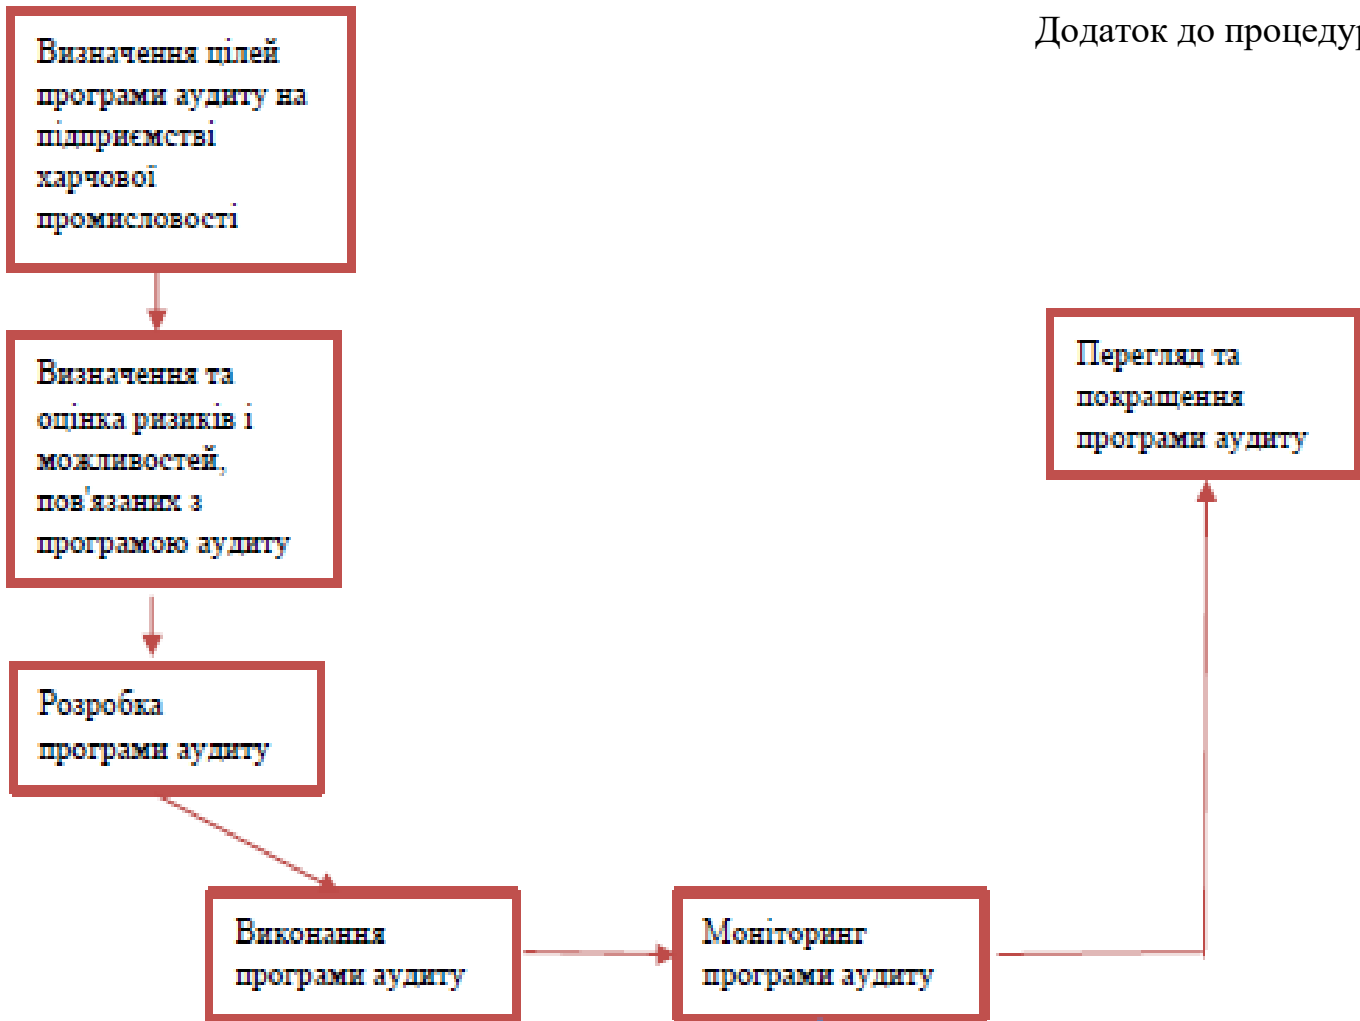 Додаток до процедур
Визначення цілей
програми аудиту на
підприємстві
харчової
промисловості
Визначення та
оцінка ризиків і
можливостей,
пов'язаних з
програмою аудиту
Розробка
програми аудиту
Виконання
програми аудиту
Моніторинг
програми аудиту
Перегляд та
покращення
програми аудиту